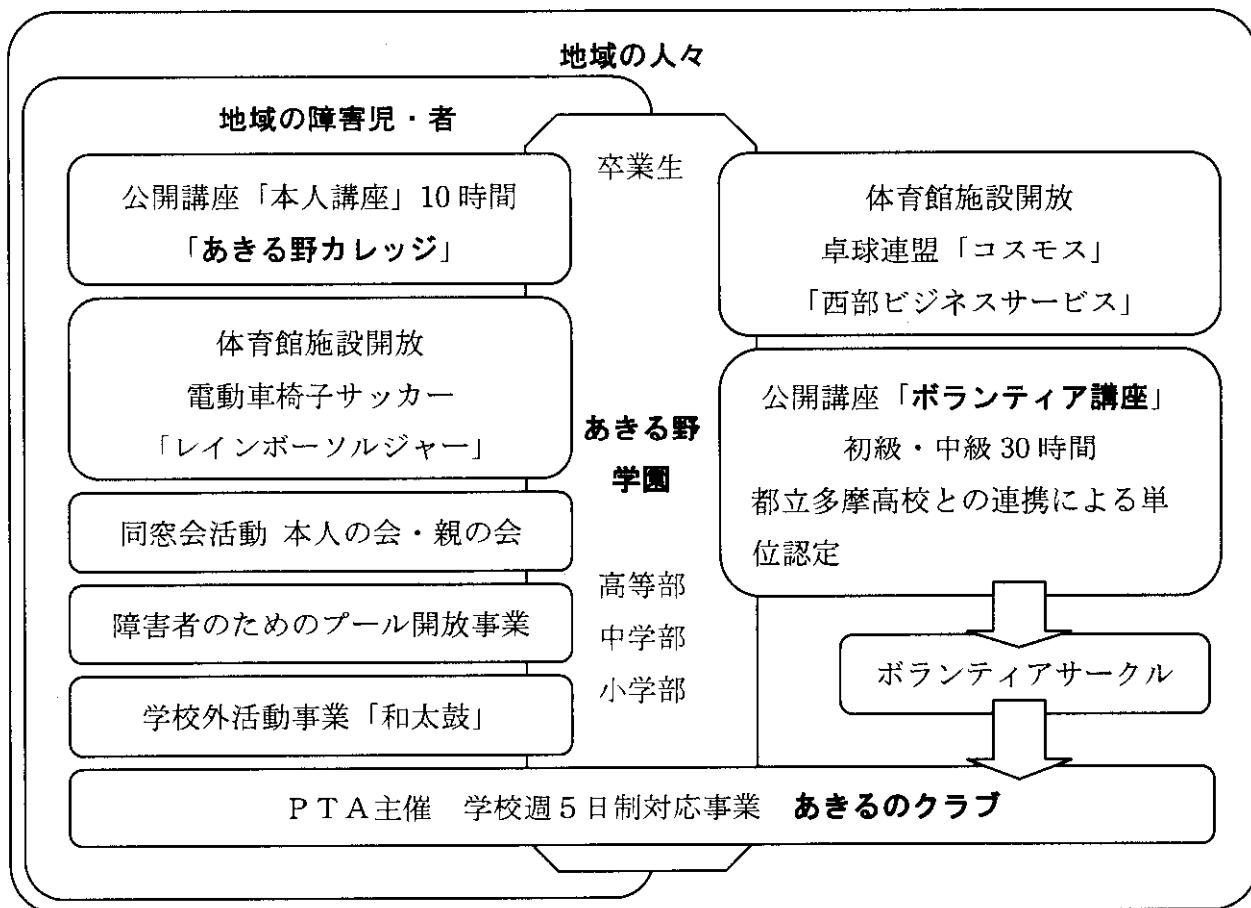 地域の人々
地域の障害児・者
公開講座「本人講座」10時間
「あきる野カレッジ」
体育館施設開放
電動車椅子サッカー
「レインボーソルジャー」
同窓会活動 本人の会・親の会
障害者のためのプール開放事業
学校外活動事業「和太鼓」
卒業生
あきる野
学園
高等部
中学部
小学部
体育館施設開放
卓球連盟「コスモス」
「西部ビジネスサービス」
公開講座「ボランティア講座」
初級・中級30時間
都立多摩高校との連携による単
位認定
ボランティアサークル
PTA主催 学校週5日制対応事業 あきるのクラブ